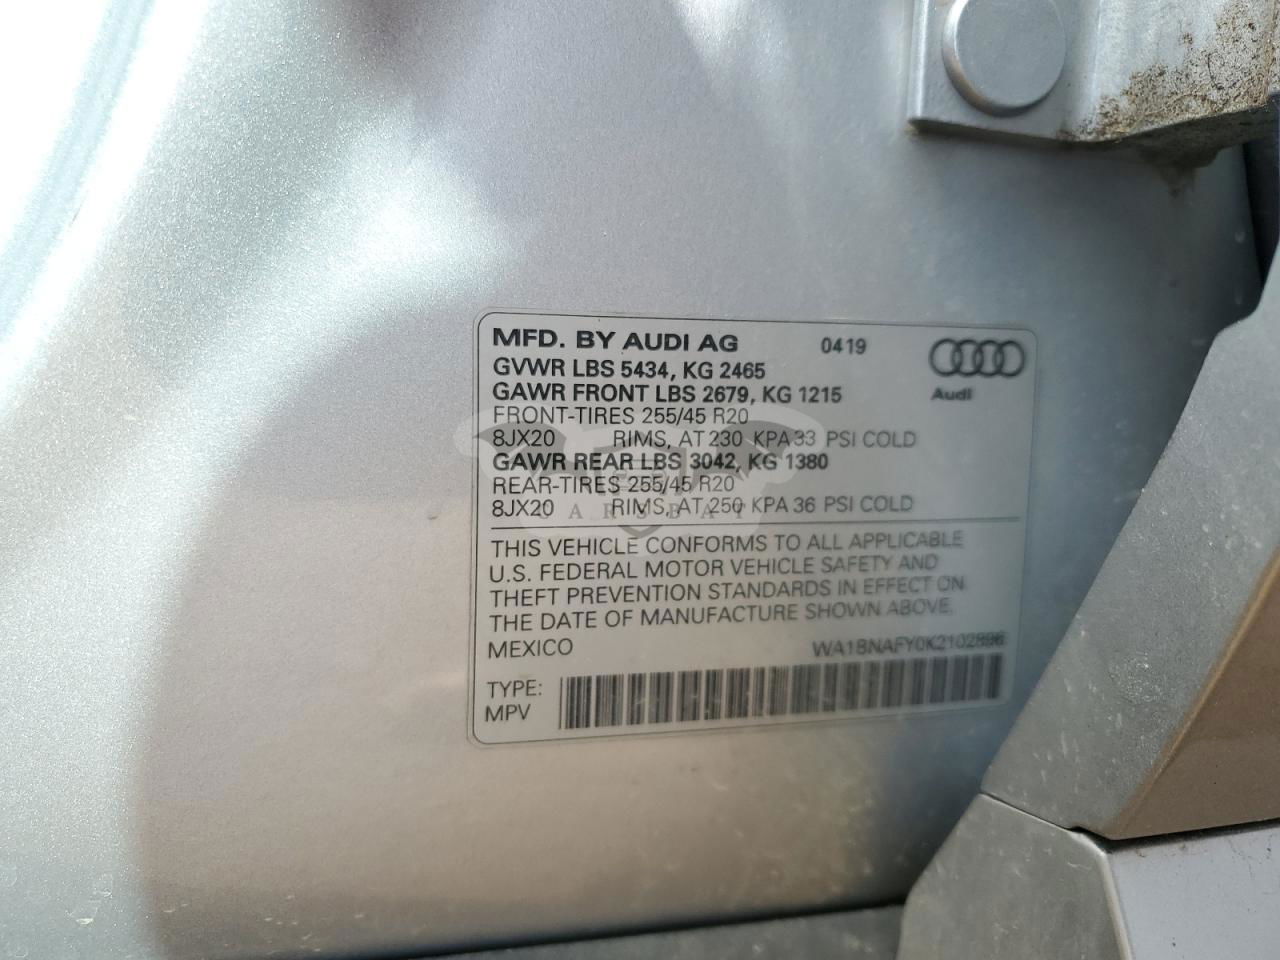 MFD. BY AUDI AG 0419
GVWR LBS 5434, KG 2465
GAWR FRONT LBS 2679, KG 1215
Audi
FRONT-TIRES 255/45 R20
8JX20 RIMS, AT 230 KPA 33 PSI COLD
GAWR REAR LBS 3042, KG 1380
REAR-TIRES 255/45 R20
8JX20 RIMS, AT 250 KPA 36 PSI COLD
CARSBAT
THIS VEHICLE CONFORMS TO ALL APPLICABLE
U.S. FEDERAL MOTOR VEHICLE SAFETY AND
THEFT PREVENTION STANDARDS IN EFFECT ON
THE DATE OF MANUFACTURE SHOWN ABOVE.
MEXICO WA1BNAFY0K2102896
TYPE:
MPV